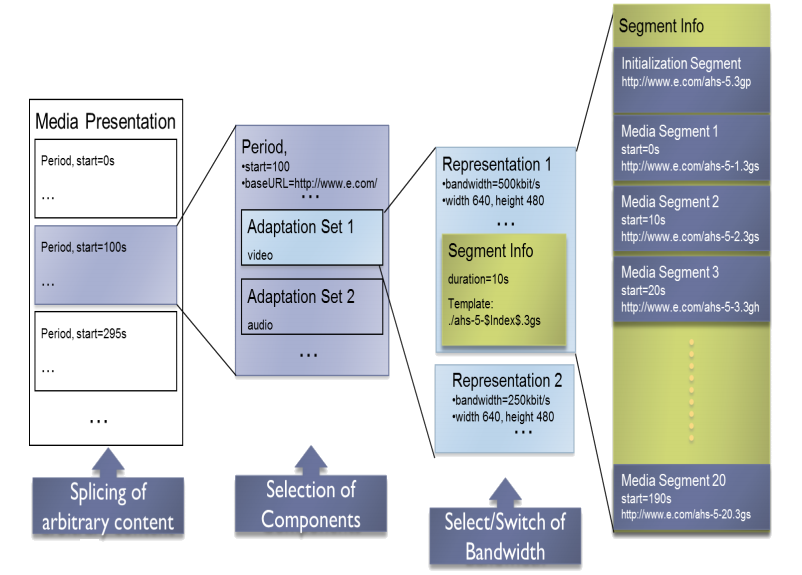 Media Presentation
Period, start=0s
...
Period, start=100s
...
Period, start=295s
...
...
Splicing of
arbitrary content
Period,
•start=100
•baseURL=http://www.e.com/
...
Adaptation Set 1
video
Adaptation Set 2
audio
...
Selection of
Components
Representation 1
•bandwidth=500kbit/s
•width 640, height 480
...
Segment Info
duration=10s
Template:
./ahs-5-$Index$.3gs
Representation 2
•bandwidth=250kbit/s
•width 640, height 480
...
Select/Switch of
Bandwidth
Segment Info
Initialization Segment
http://www.e.com/ahs-5.3gp
Media Segment 1
start=0s
http://www.e.com/ahs-5-1.3gs
Media Segment 2
start=10s
http://www.e.com/ahs-5-2.3gs
Media Segment 3
start=20s
http://www.e.com/ahs-5-3.3gh
Media Segment 20
start=190s
http://www.e.com/ahs-5-20.3gs